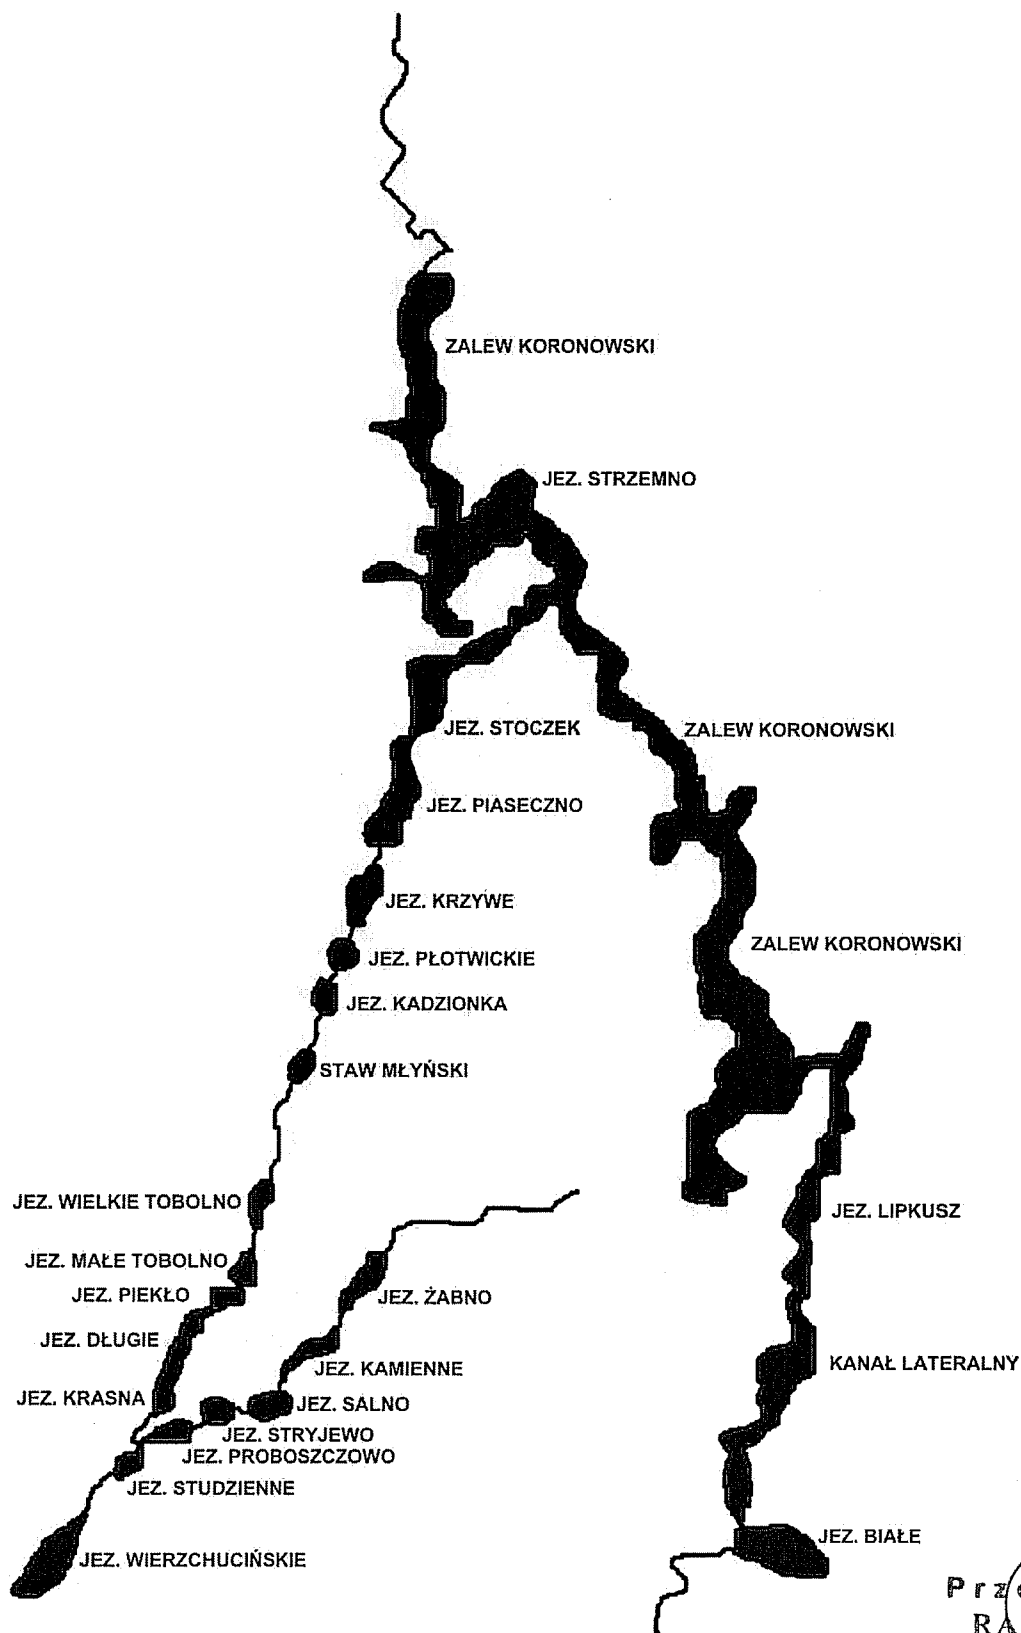 ZALEW KORONOWSKI
JEZ. STRZEMNO
JEZ. STOCZEK
ZALEW KORONOWSKI
JEZ. PIASECZNO
JEZ. KRZYWE
ZALEW KORONOWSKI
JEZ. PŁOTWICKIE
JEZ. KADZIONKA
STAW MŁYŃSKI
JEZ. WIELKIE TOBOLNO
JEZ. LIPKUSZ
JEZ. MAŁE TOBOLNO
JEZ. PIEKŁO
JEZ. ŻABNO
JEZ. DŁUGIE
JEZ. KAMIENNE
KANAŁ LATERALNY
JEZ. KRASNA
JEZ. SALNO
JEZ. STRYJEWO
JEZ. PROBOSZCZOWO
JEZ. STUDZIENNE
JEZ. BIAŁE
JEZ. WIERZCHUCIŃSKIE